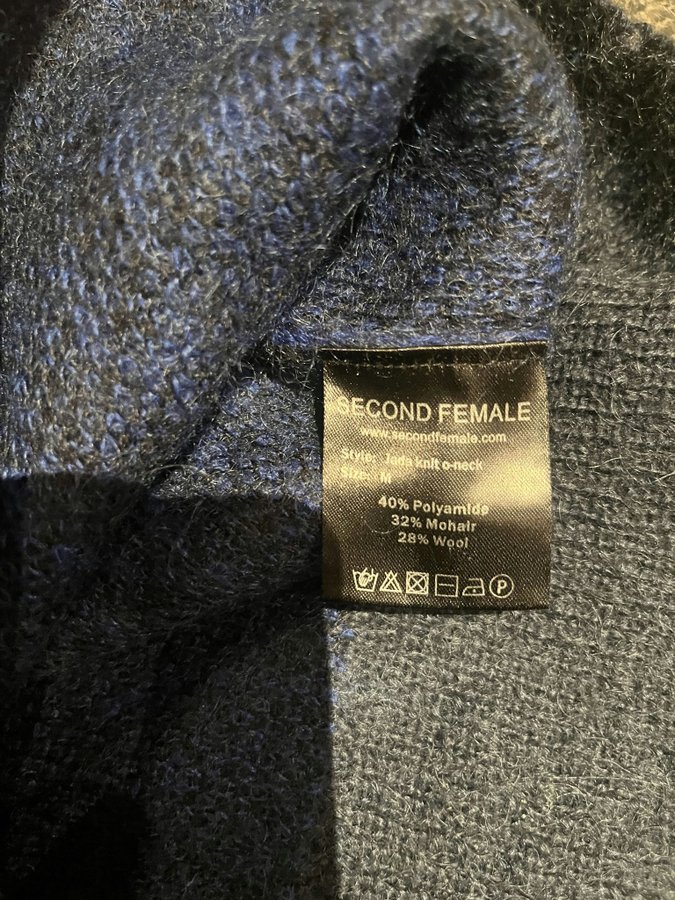 SECOND FEMALE
www.secondfemale.com
Style: Jada knit o-neck
Size: M
40% Polyamide
32% Mohair
28% Wool
P